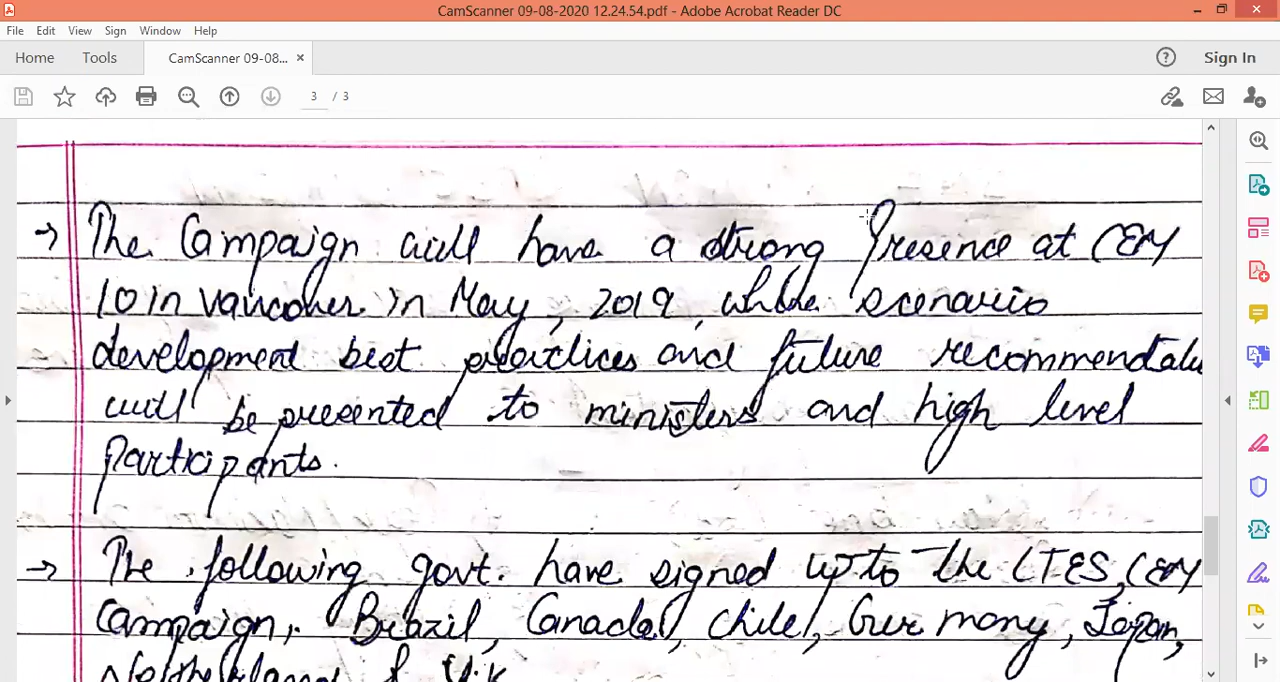 CamScanner 09-08-2020 12.24.54.pdf - Adobe Acrobat Reader DC
File Edit View Sign Window Help
Home Tools CamScanner 09-08... × Sign In
3 / 3
→ The Campaign will have a strong Presence at CEM
10 in vancover in May, 2019, where scenario
development best practices and future recommendatio
will be presented to ministers and high level
Participants.
→ The following govt. have signed up to the LTES, CEM
Campaign, Brazil, Canada, Chile, Germany, Japan,
Netherland & U.K